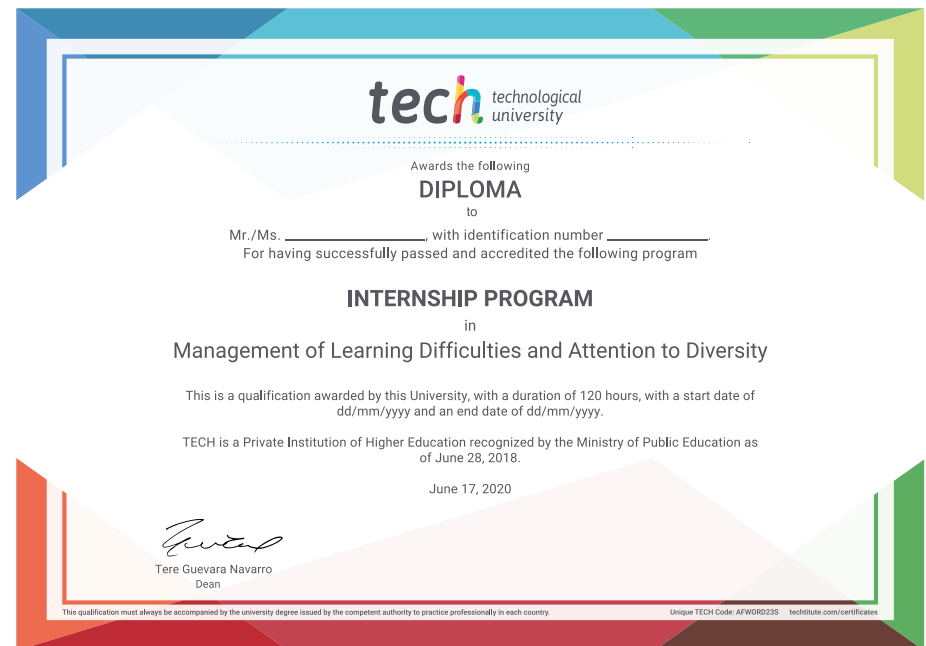 tech technological
university
Awards the following
DIPLOMA
to
Mr./Ms. ____________________, with identification number ______________.
For having successfully passed and accredited the following program
INTERNSHIP PROGRAM
in
Management of Learning Difficulties and Attention to Diversity
This is a qualification awarded by this University, with a duration of 120 hours, with a start date of
dd/mm/yyyy and an end date of dd/mm/yyyy.
TECH is a Private Institution of Higher Education recognized by the Ministry of Public Education as
of June 28, 2018.
June 17, 2020
Tere Guevara Navarro
Dean
This qualification must always be accompanied by the university degree issued by the competent authority to practice professionally in each country.
Unique TECH Code: AFWORD23S techtitute.com/certificates